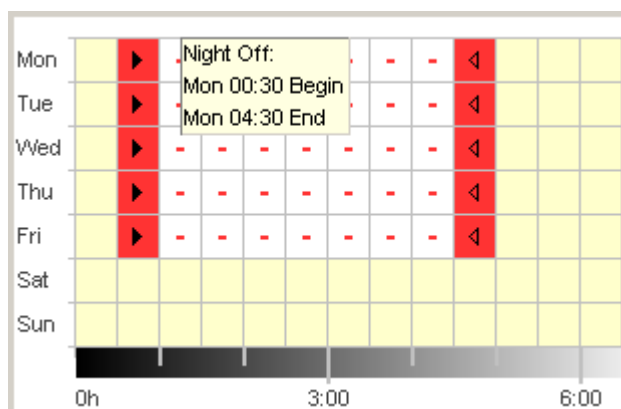 Mon
Night Off:
Mon 00:30 Begin
Mon 04:30 End
Tue
Wed
Thu
Fri
Sat
Sun
0h 3:00 6:00